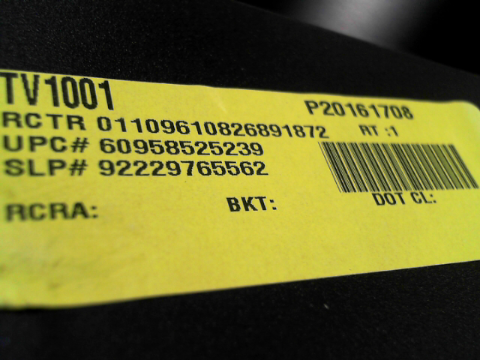 TV1001 P20161708
RCTR 01109610826891872 RT :1
UPC# 60958525239
SLP# 92229765562
RCRA: BKT: DOT CL: